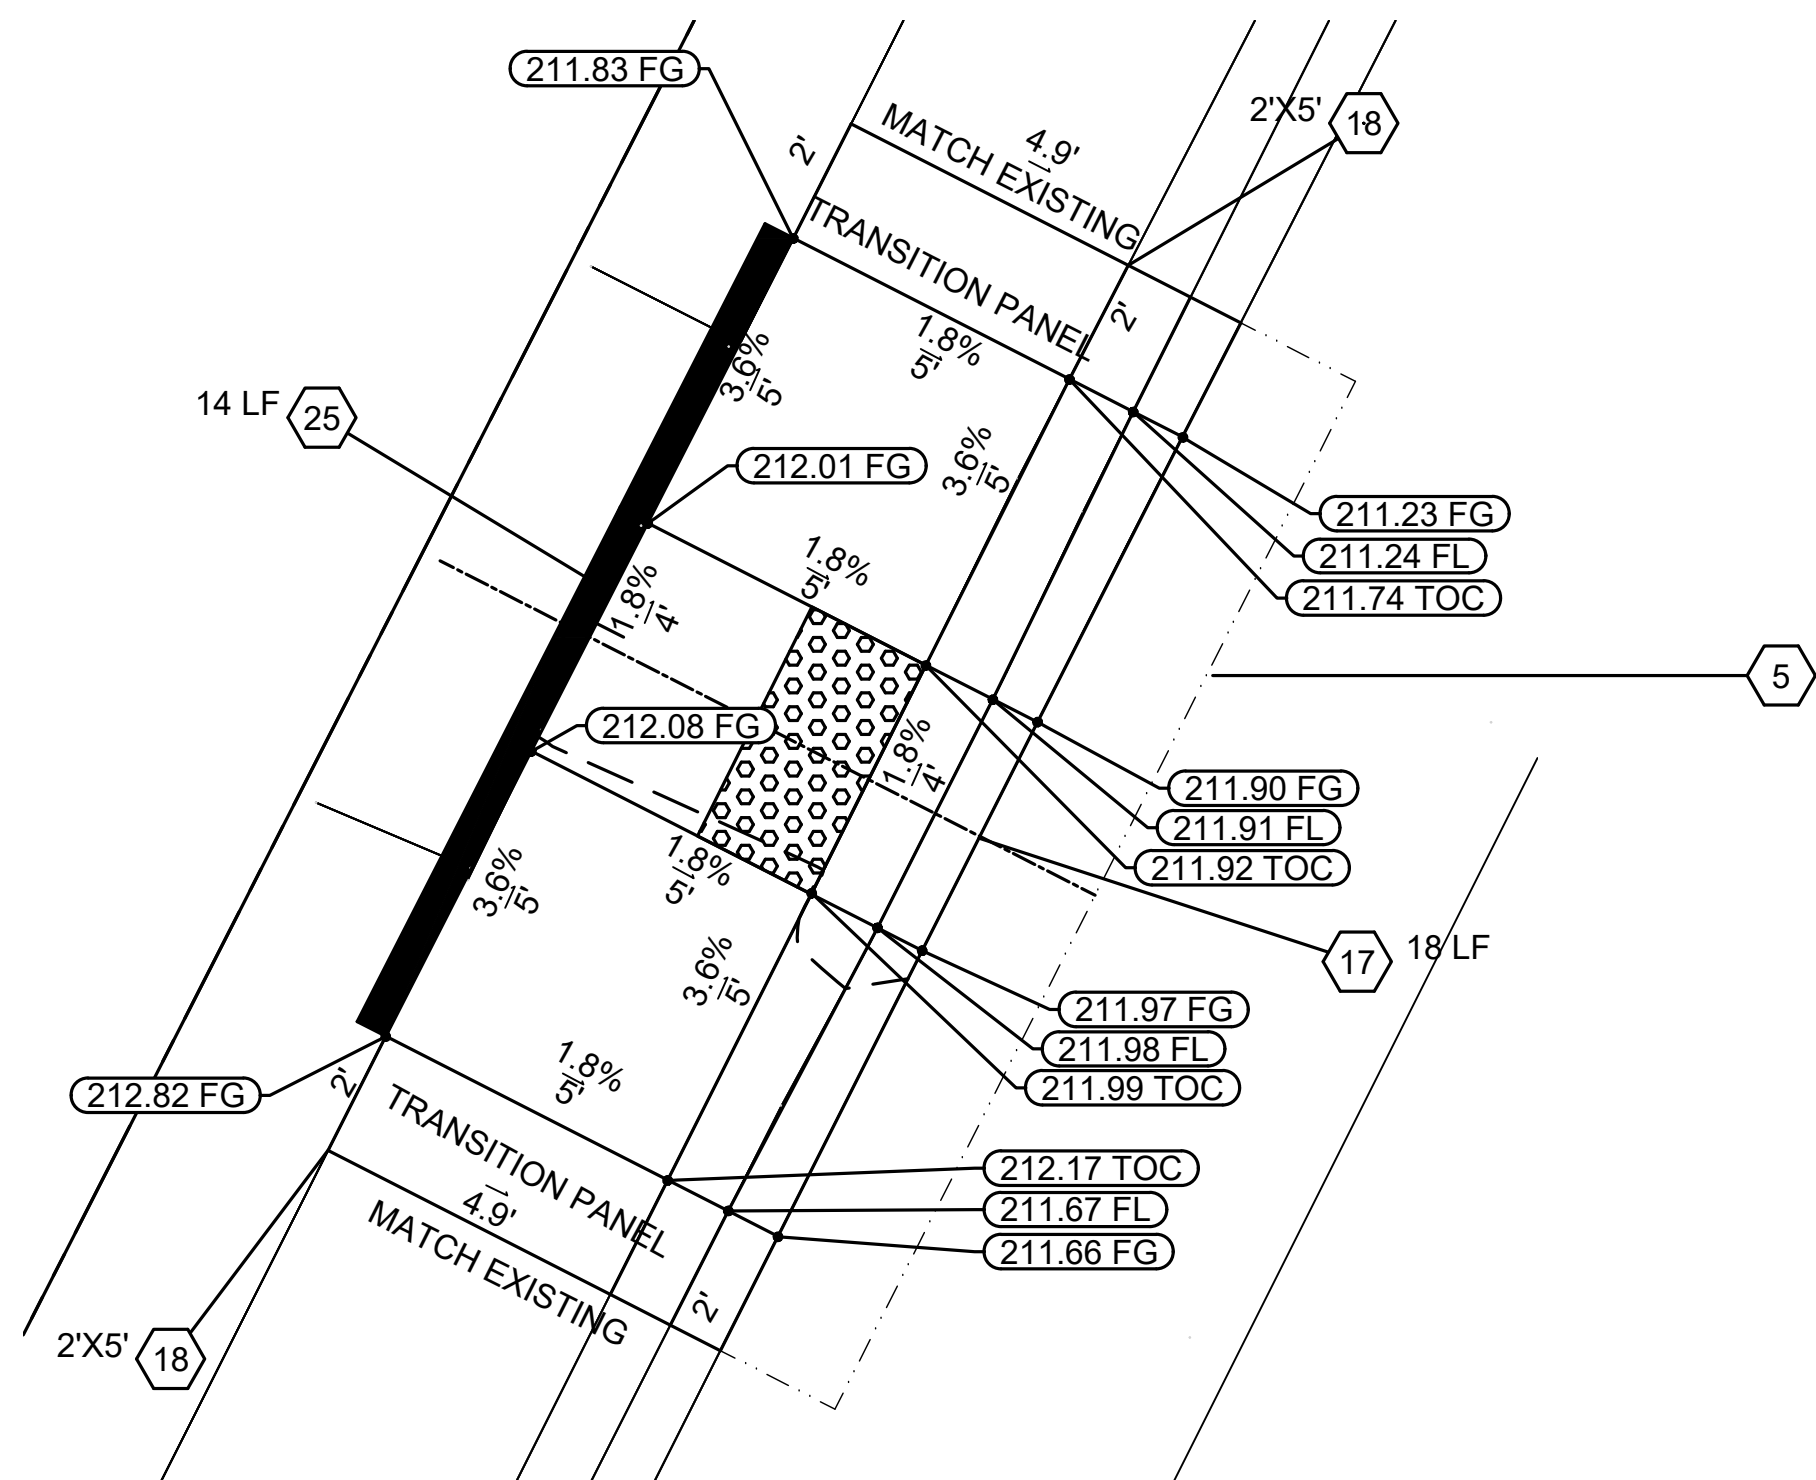 211.83 FG
2'X5' 18
2'
MATCH EXISTING
4.9'
TRANSITION PANEL
2'
1.8%
5'
3.6%
5'
14 LF 25
212.01 FG
3.6%
5'
211.23 FG
211.24 FL
211.74 TOC
1.8%
5'
1.8%
4'
5
212.08 FG
1.8%
4'
211.90 FG
211.91 FL
211.92 TOC
1.8%
5'
3.6%
5'
3.6%
5'
17 18 LF
211.97 FG
211.98 FL
211.99 TOC
1.8%
5'
212.82 FG
2'
TRANSITION PANEL
4.9'
MATCH EXISTING
212.17 TOC
211.67 FL
211.66 FG
2'
2'X5' 18